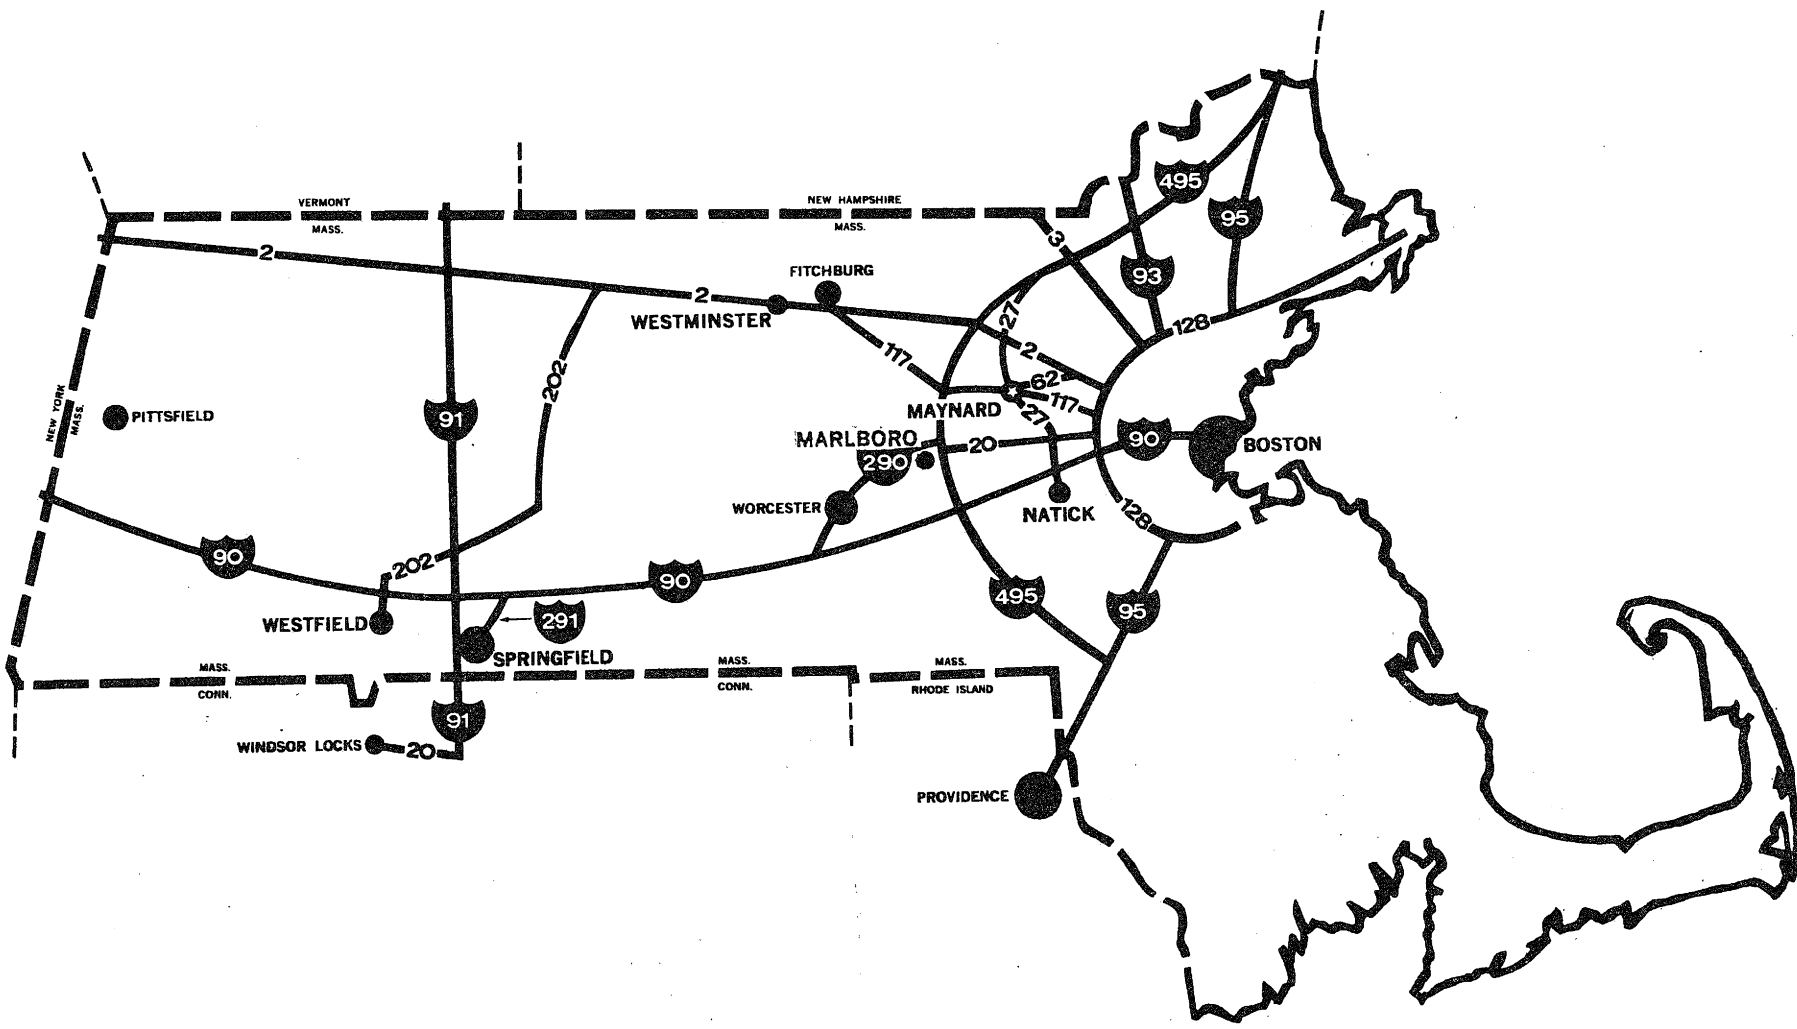 VERMONT
MASS.
NEW HAMPSHIRE
MASS.
495
95
93
3
2
FITCHBURG
2
WESTMINSTER
27
128
2
117
62
202
NEW YORK
MASS.
PITTSFIELD
91
MAYNARD
117
27
MARLBORO
20
90
BOSTON
290
WORCESTER
NATICK
128
90
202
90
495
95
WESTFIELD
291
SPRINGFIELD
MASS.
CONN.
MASS.
CONN.
MASS.
RHODE ISLAND
91
WINDSOR LOCKS
20
PROVIDENCE